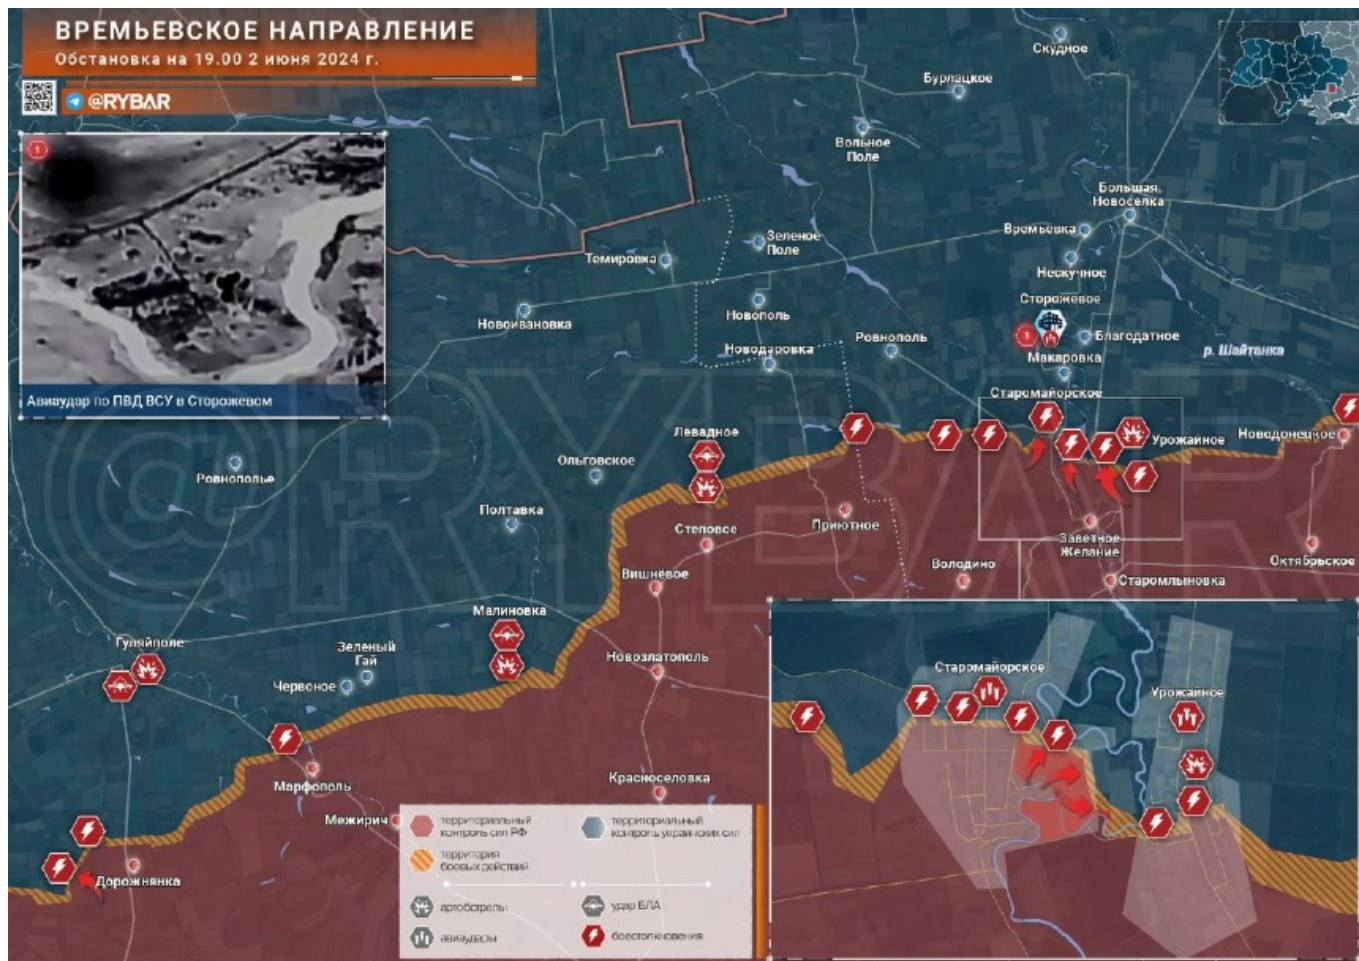 ВРЕМЬЕВСКОЕ НАПРАВЛЕНИЕ
Обстановка на 19.00 2 июня 2024 г.
@RYBAR
1
Авиаудар по ПВД ВСУ в Сторожевом
Скудное
Бурлацкое
Вольное
Поле
Большая
Новоселка
Времьевка
Зеленое
Поле
Темировка
Нескучное
Сторожевое
Новополь
Новоивановка
1
Благодатное
Ровнополь
Новодаровка
Макаровка
р. Шайтанка
Старомайорское
Левадное
Урожайное
Новодонецкое
Ольговское
Ровнополье
Полтавка
Степовое
Приютное
Заветное
Желание
Октябрьское
Володино
Вишнёвое
Старомлыновка
Малиновка
Гуляйполе
Зеленый
Гай
Червоное
Новозлатополь
Старомайорское
Урожайное
Марфополь
Красноселовка
Межирич
Дорожнянка
территориальный
контроль сил РФ
территориальный
контроль украинских сил
территория
боевых действий
артобстрелы
удар БЛА
авиаудары
боестолкновения
@RYBAR